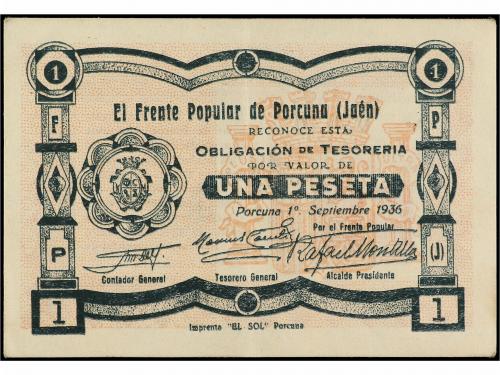 1 1
El Frente Popular de Porcuna (Jaén)
F P
RECONOCE ESTA
OBLIGACIÓN DE TESORERIA
POR VALOR DE
UNA PESETA
Porcuna 1º. Septiembre 1936
Por el Frente Popular
P (J)
Rafael Montilla
Contador General Tesorero General Alcalde Presidente
1 1
Imprenta "EL SOL" Porcuna